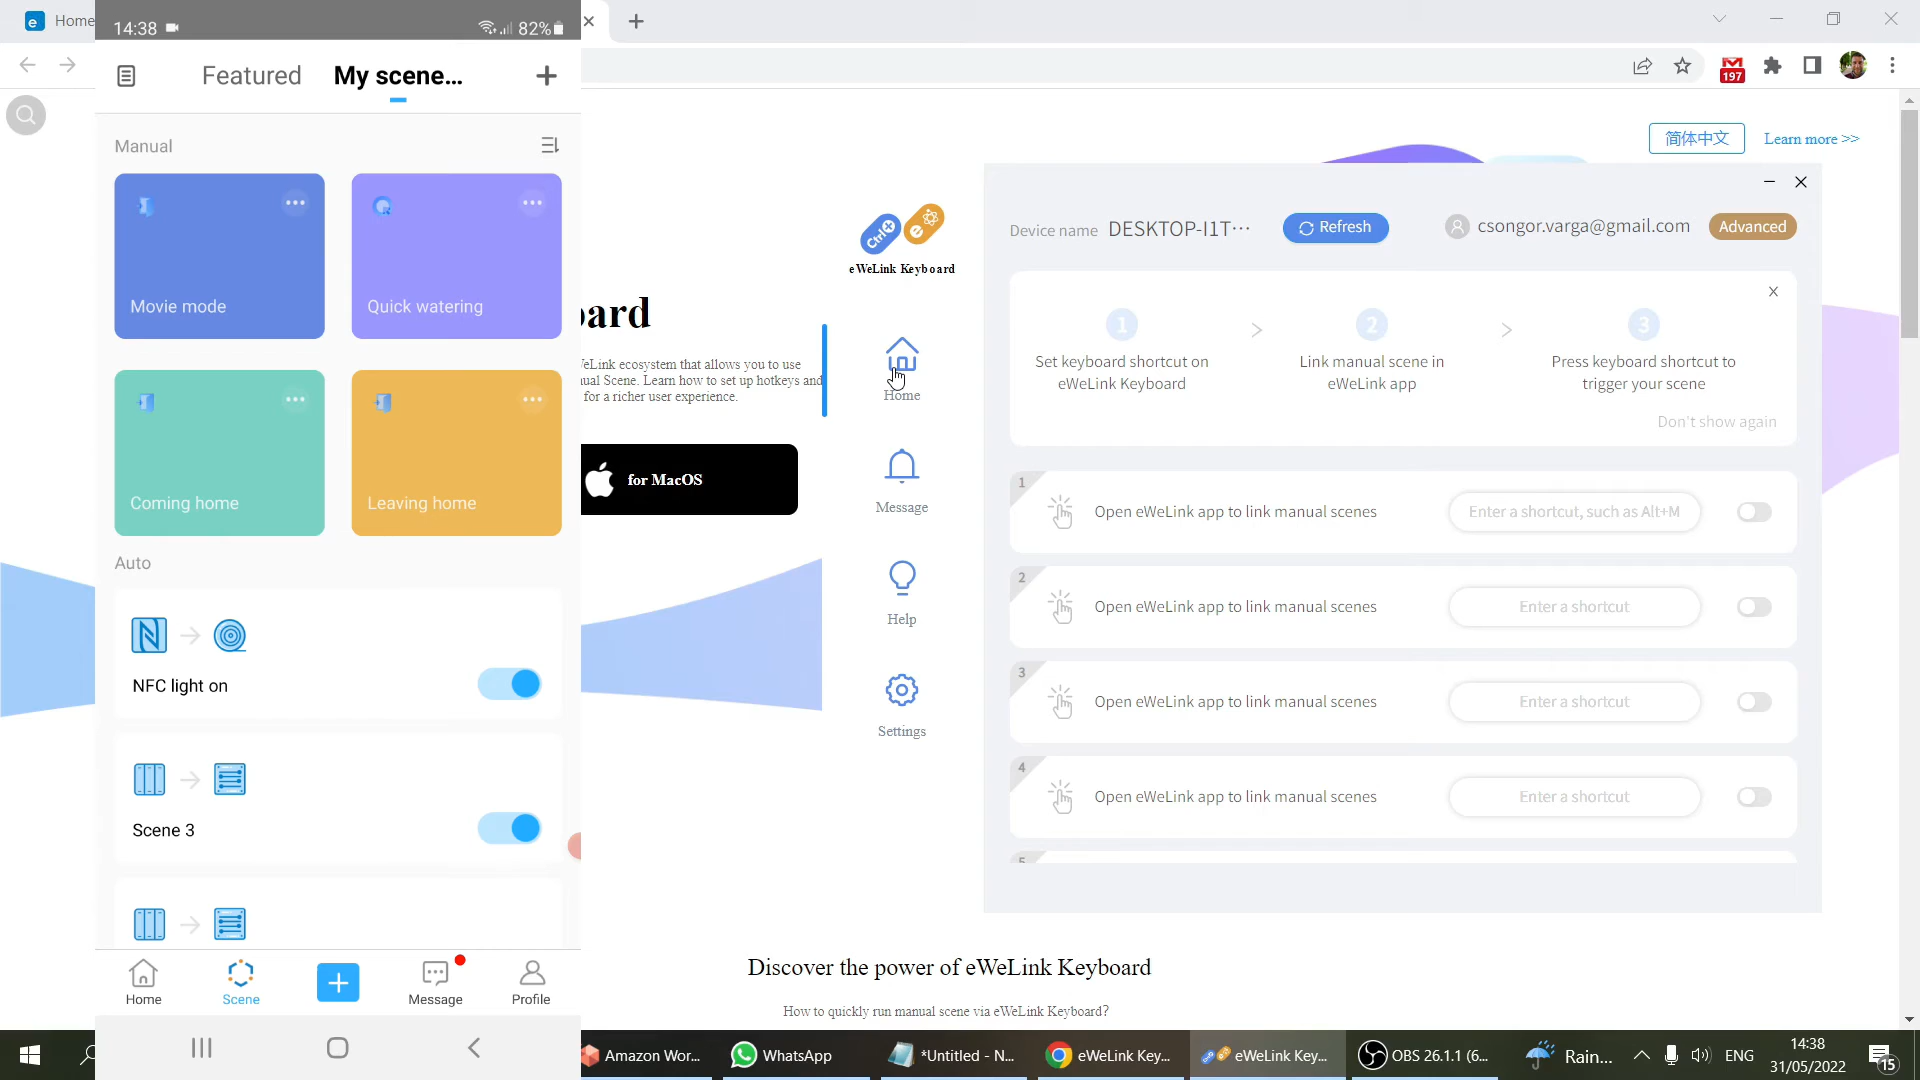 Home
14:38
82%
Featured
My scene...
Manual
Movie mode
Quick watering
Coming home
Leaving home
Auto
NFC light on
Scene 3
Home
Scene
Message
Profile
197
简体中文
Learn more >>
ard
eLink ecosystem that allows you to use
ual Scene. Learn how to set up hotkeys and
for a richer user experience.
for MacOS
Ctrl
e
eWeLink Keyboard
Home
Message
Help
Settings
Device name DESKTOP-I1T···
Refresh
csongor.varga@gmail.com
Advanced
1
Set keyboard shortcut on
eWeLink Keyboard
2
Link manual scene in
eWeLink app
3
Press keyboard shortcut to
trigger your scene
Don't show again
1
Open eWeLink app to link manual scenes
Enter a shortcut, such as Alt+M
2
Open eWeLink app to link manual scenes
Enter a shortcut
3
Open eWeLink app to link manual scenes
Enter a shortcut
4
Open eWeLink app to link manual scenes
Enter a shortcut
5
Discover the power of eWeLink Keyboard
How to quickly run manual scene via eWeLink Keyboard?
Amazon Wor...
WhatsApp
*Untitled - N...
eWeLink Key...
eWeLink Key...
OBS 26.1.1 (6...
Rain...
ENG
14:38
31/05/2022
15